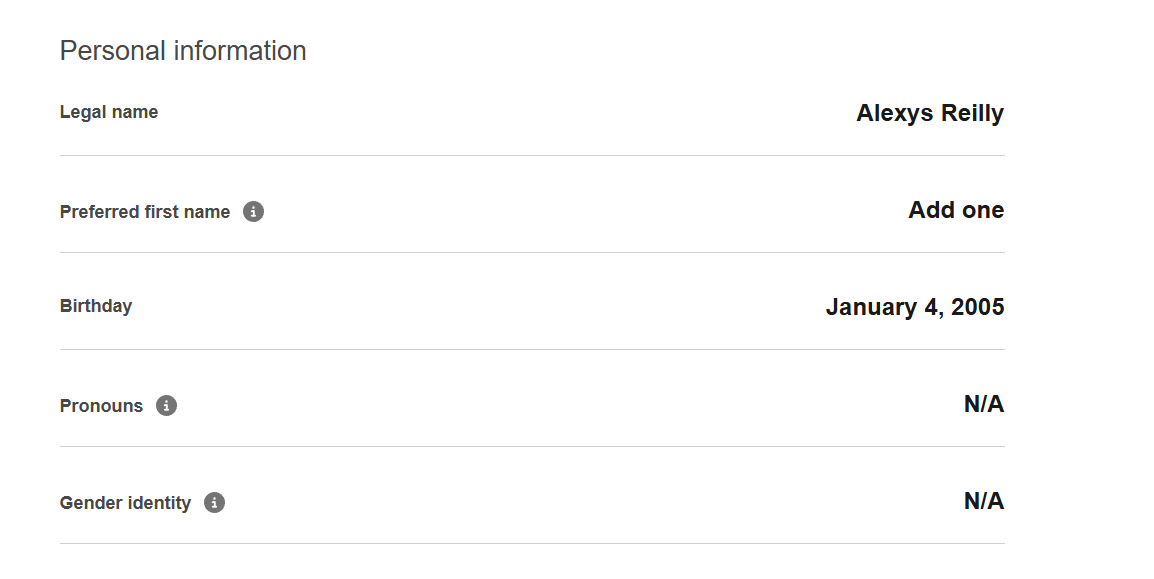 Personal information
Legal name Alexys Reilly
Preferred first name Add one
Birthday January 4, 2005
Pronouns N/A
Gender identity N/A